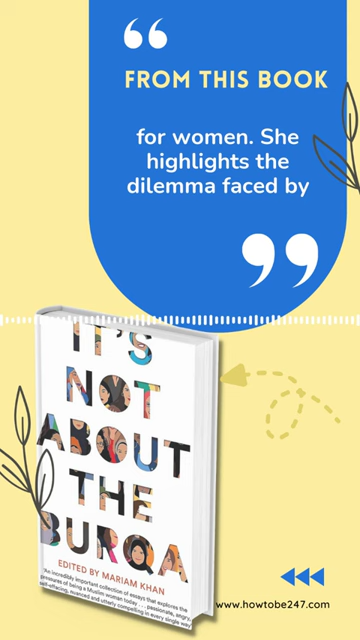 “
FROM THIS BOOK
for women. She
highlights the
dilemma faced by
”
IT'S
NOT
ABOUT
THE
BURQA
EDITED BY MARIAM KHAN
'An incredibly important collection of essays that explores the
pressures of being a Muslim woman today . . . passionate, angry,
self-effacing, nuanced and utterly compelling in every single way'
www.howtobe247.com